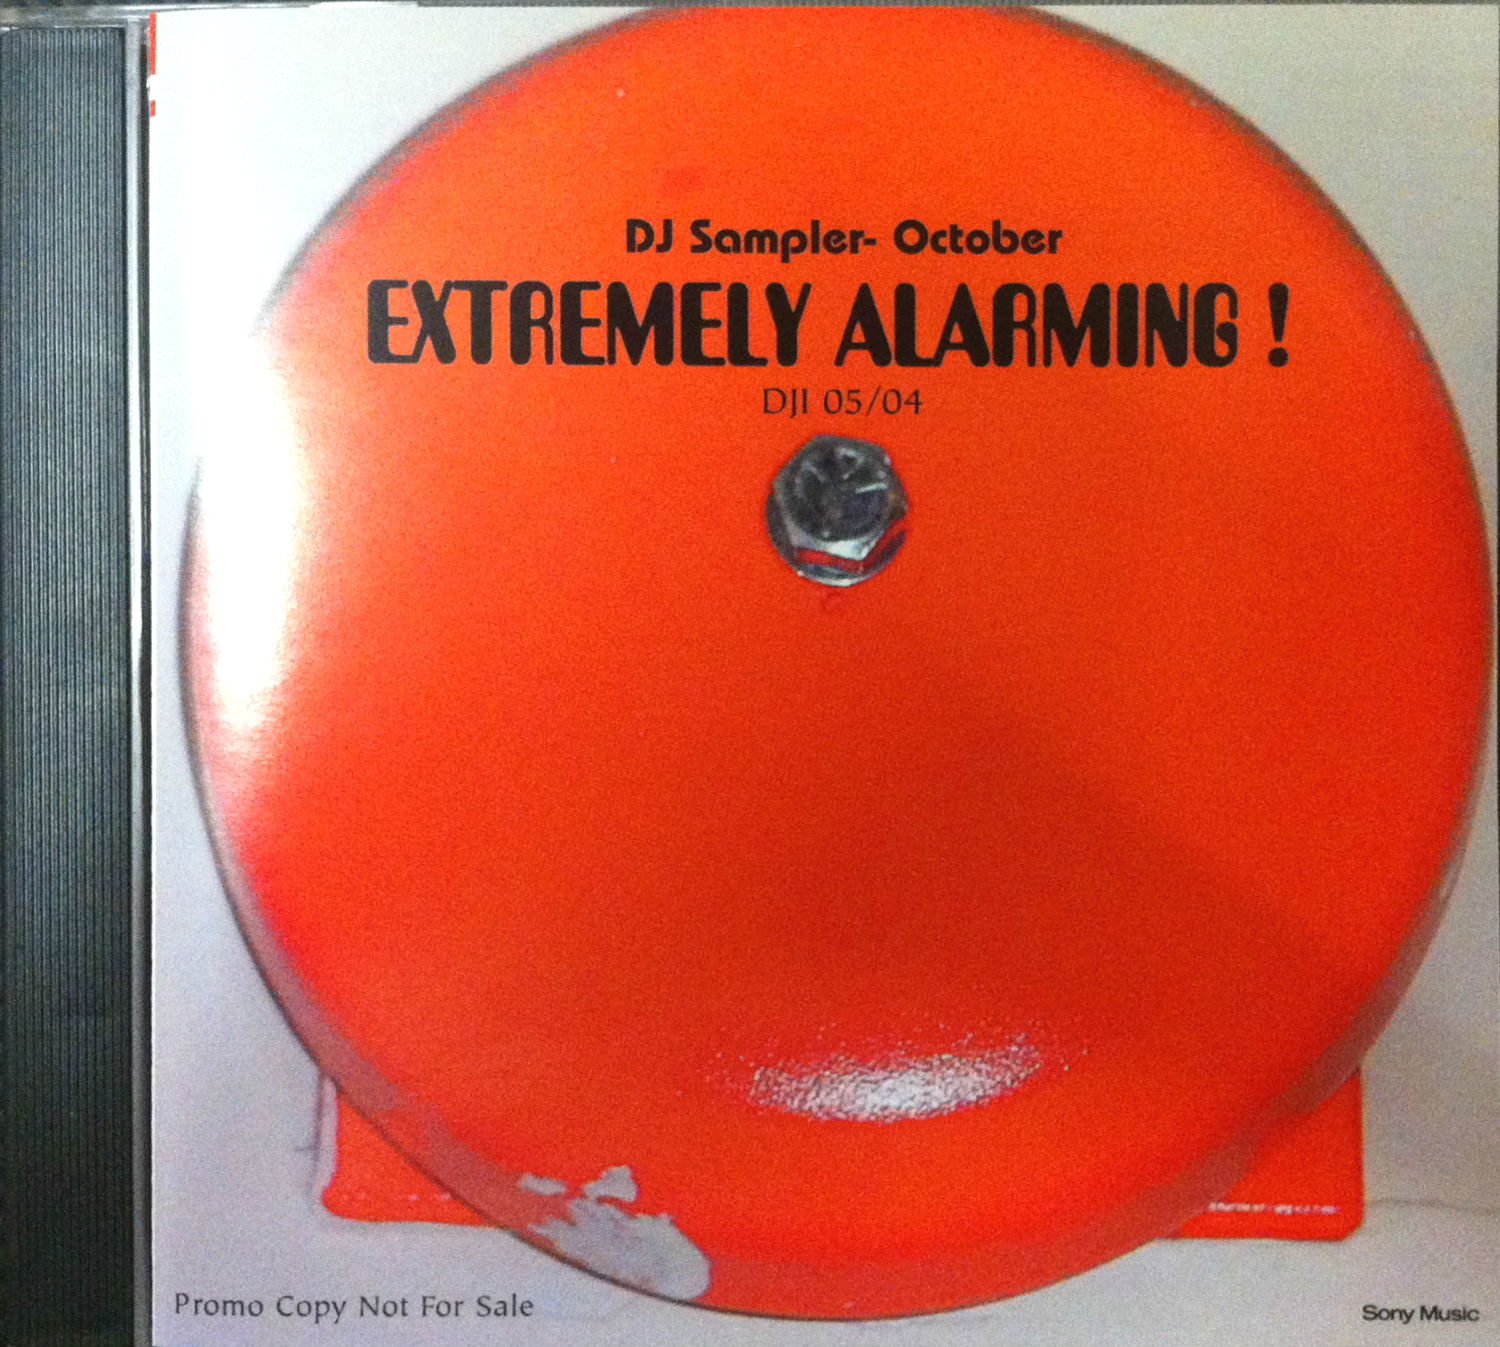 DJ Sampler- October
EXTREMELY ALARMING !
DJI 05/04
Promo Copy Not For Sale
Sony Music